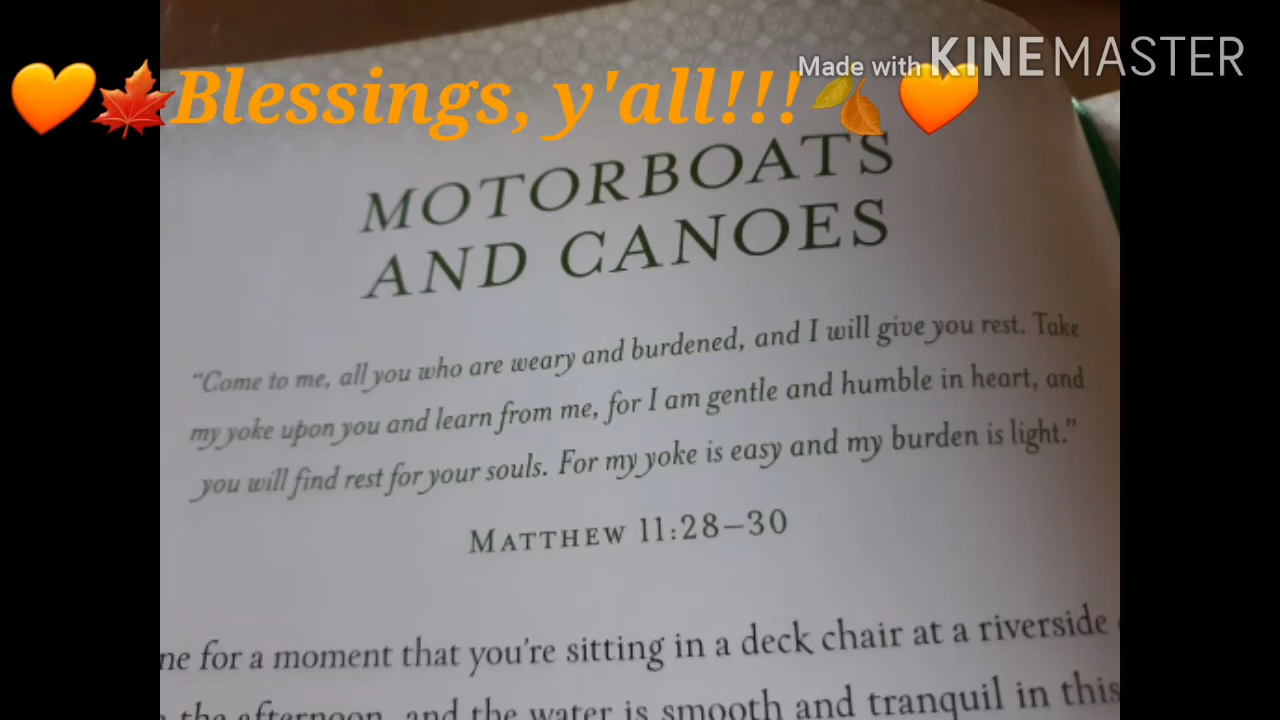 Made with KINEMASTER
Blessings, y'all!!!
MOTORBOATS
AND CANOES
“Come to me, all you who are weary and burdened, and I will give you rest. Take
my yoke upon you and learn from me, for I am gentle and humble in heart, and
you will find rest for your souls. For my yoke is easy and my burden is light.”
MATTHEW 11:28–30
for a moment that you're sitting in a deck chair at a riverside
the afternoon, and the water is smooth and tranquil in this